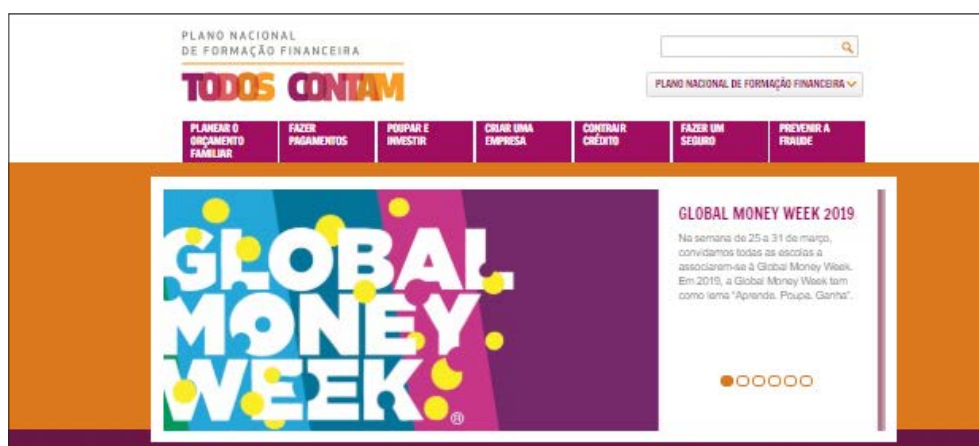 PLANO NACIONAL
DE FORMAÇÃO FINANCEIRA
TODOS CONTAM
PLANO NACIONAL DE FORMAÇÃO FINANCEIRA
PLANEAR O
ORÇAMENTO
FAMILIAR
FAZER
PAGAMENTOS
POUPAR E
INVESTIR
CRIAR UMA
EMPRESA
CONTRAIR
CRÉDITO
FAZER UM
SEGURO
PREVENIR A
FRAUDE
GLOBAL
MONEY
WEEK®
GLOBAL MONEY WEEK 2019
Na semana de 25 a 31 de março,
convidamos todas as escolas a
associarem-se à Global Money Week.
Em 2019, a Global Money Week tem
como lema "Aprende. Poupa. Ganha".